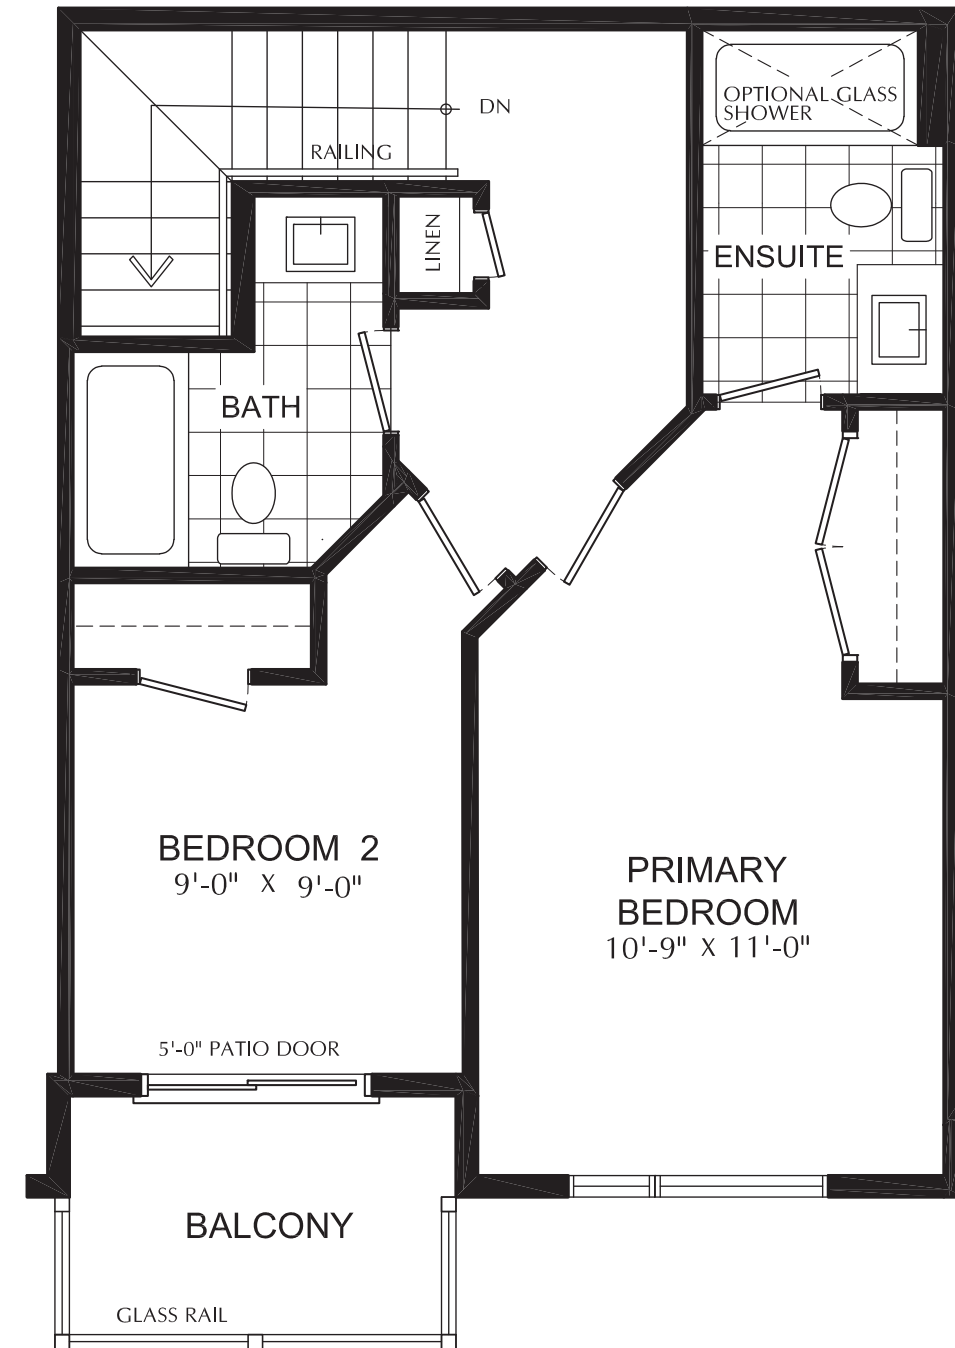 OPTIONAL GLASS
SHOWER
DN
RAILING
LINEN
ENSUITE
BATH
BEDROOM 2
9'-0" X 9'-0"
PRIMARY
BEDROOM
10'-9" X 11'-0"
5'-0" PATIO DOOR
BALCONY
GLASS RAIL